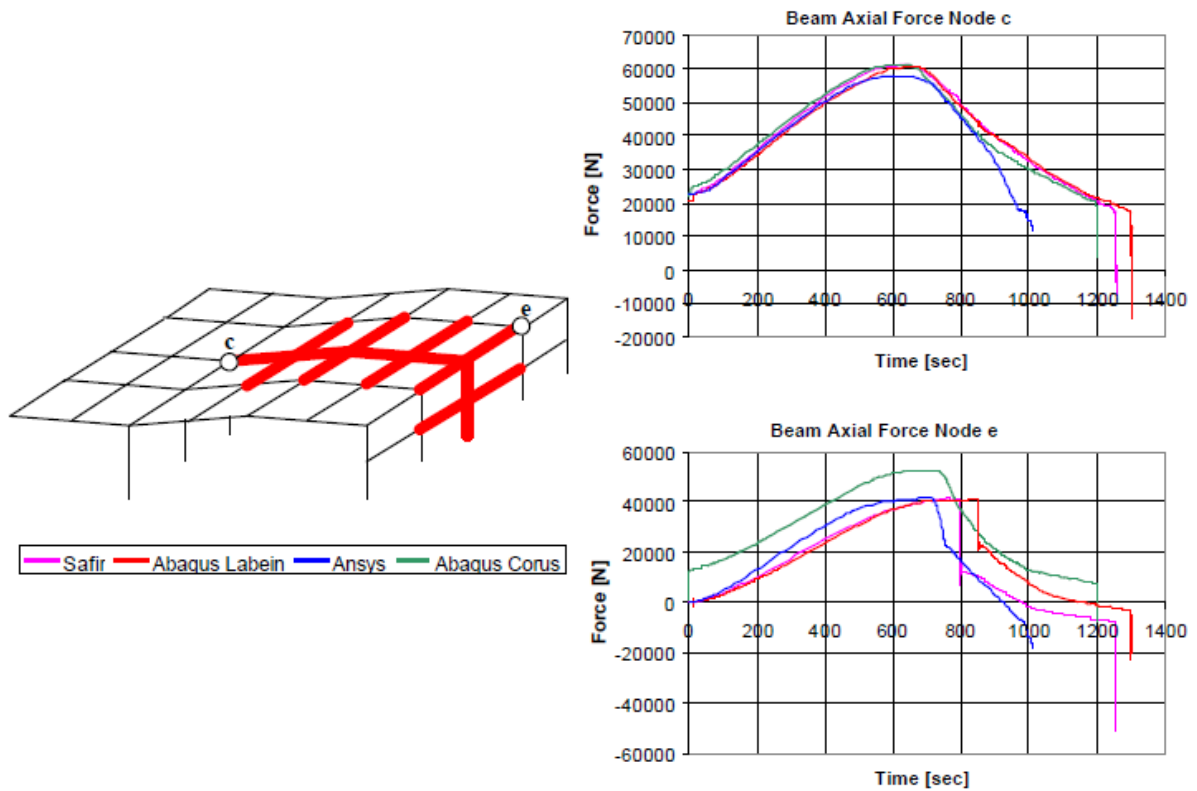 Beam Axial Force Node c
70000
60000
50000
40000
30000
20000
10000
0
-10000
-20000
Force [N]
0 200 400 600 800 1000 1200 1400
Time [sec]
c
e
Safir Abaqus Labein Ansys Abaqus Corus
Beam Axial Force Node e
60000
40000
20000
0
-20000
-40000
-60000
Force [N]
0 200 400 600 800 1000 1200 1400
Time [sec]